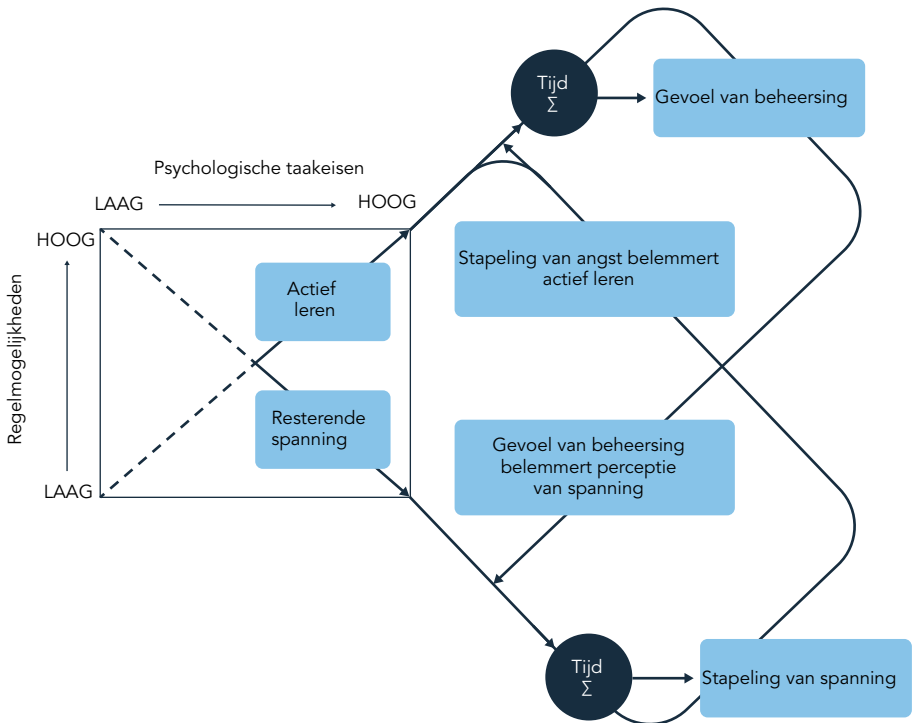 Tijd
Σ
Gevoel van beheersing
Psychologische taakeisen
LAAG
HOOG
HOOG
Regelmogelijkheden
LAAG
Actief
leren
Resterende
spanning
Stapeling van angst belemmert
actief leren
Gevoel van beheersing
belemmert perceptie
van spanning
Tijd
Σ
Stapeling van spanning